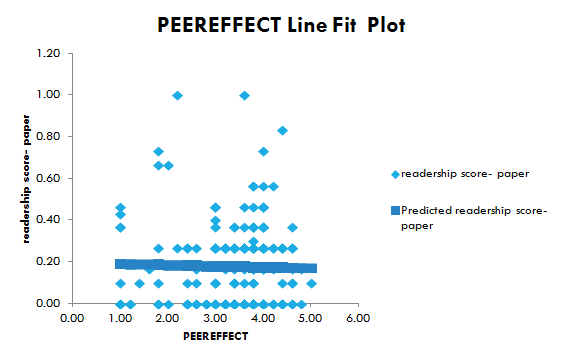 PEEREFFECT Line Fit Plot
readership score- paper
1.20
1.00
0.80
0.60
0.40
0.20
0.00
0.00 1.00 2.00 3.00 4.00 5.00 6.00
PEEREFFECT
readership score- paper
Predicted readership score-
paper